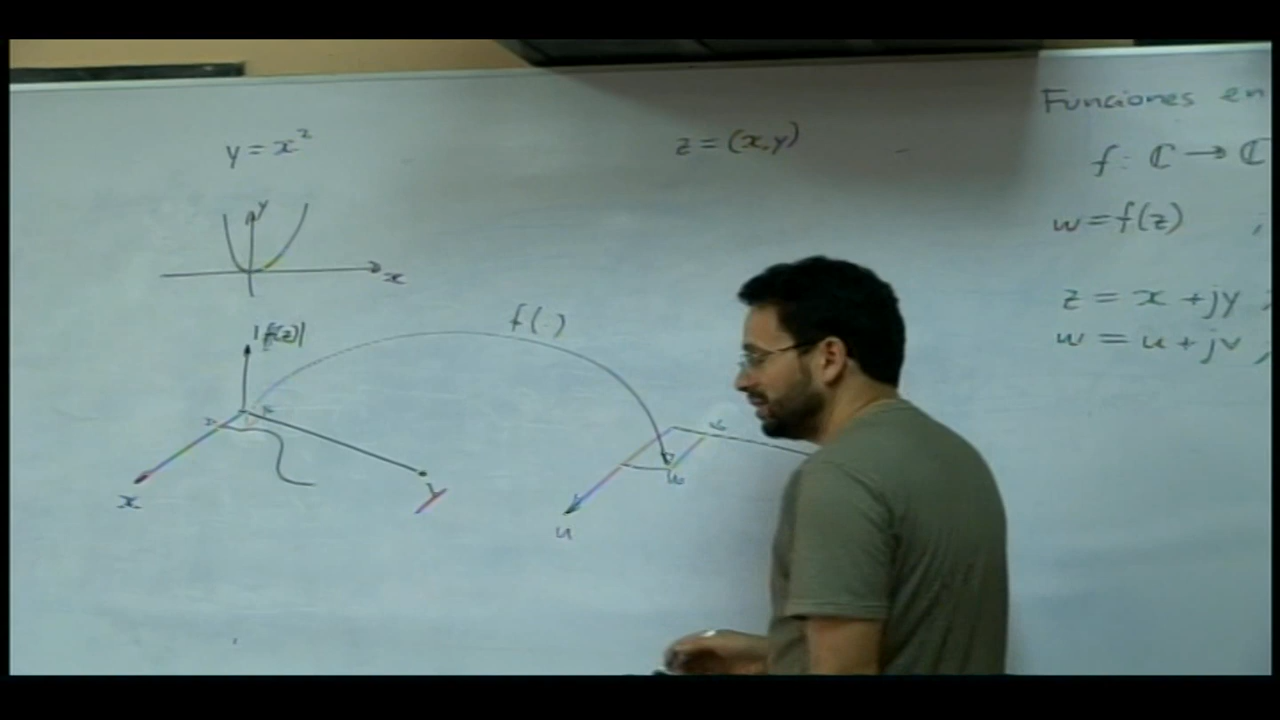 y = x²
y
x
|f(z)|
f(·)
x
y
u
w
z = (x,y)
Funciones en
f: ℂ → ℂ
w = f(z) ;
z = x + jy ;
w = u + jv ;